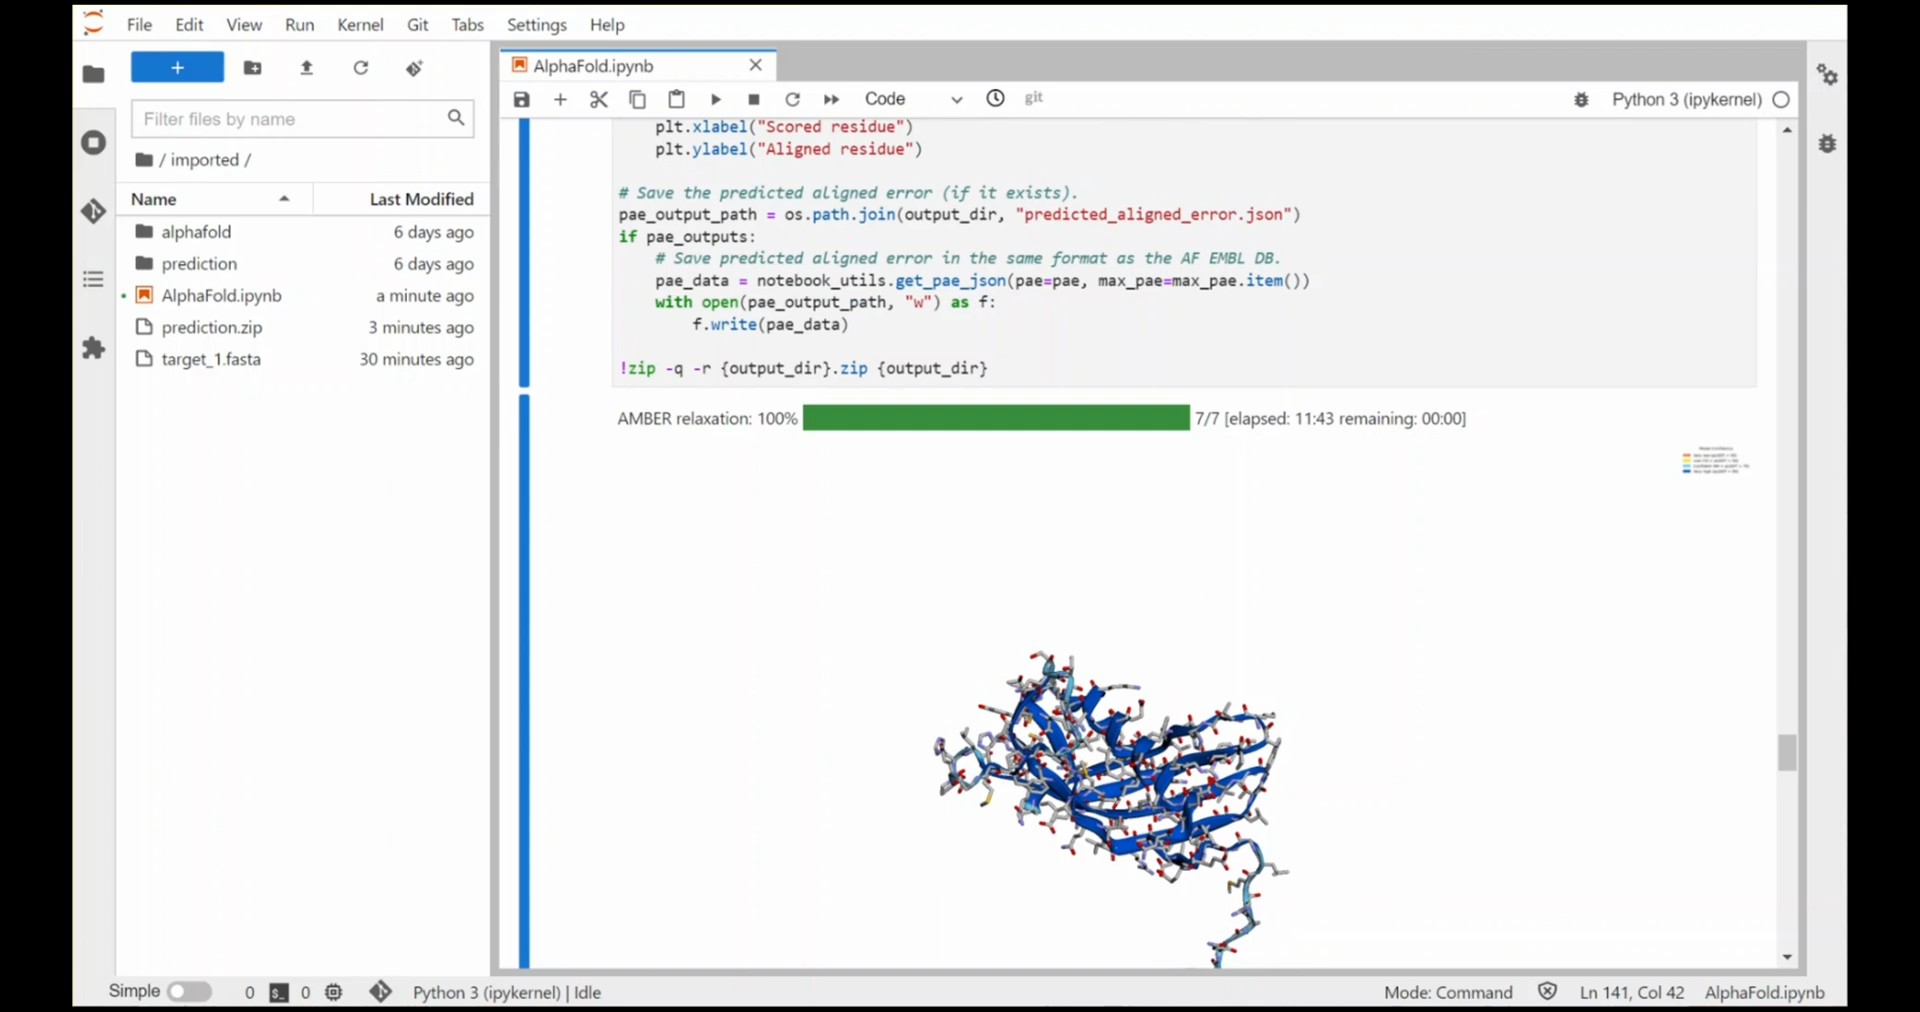 File Edit View Run Kernel Git Tabs Settings Help
+
Filter files by name
/ imported /
Name Last Modified
alphafold 6 days ago
prediction 6 days ago
AlphaFold.ipynb a minute ago
prediction.zip 3 minutes ago
target_1.fasta 30 minutes ago
AlphaFold.ipynb
Code git Python 3 (ipykernel)
plt.xlabel("Scored residue")
plt.ylabel("Aligned residue")
# Save the predicted aligned error (if it exists).
pae_output_path = os.path.join(output_dir, "predicted_aligned_error.json")
if pae_outputs:
# Save predicted aligned error in the same format as the AF EMBL DB.
pae_data = notebook_utils.get_pae_json(pae=pae, max_pae=max_pae.item())
with open(pae_output_path, "w") as f:
f.write(pae_data)
!zip -q -r {output_dir}.zip {output_dir}
AMBER relaxation: 100% 7/7 [elapsed: 11:43 remaining: 00:00]
Simple 0 $_ 0 Python 3 (ipykernel) | Idle Mode: Command Ln 141, Col 42 AlphaFold.ipynb